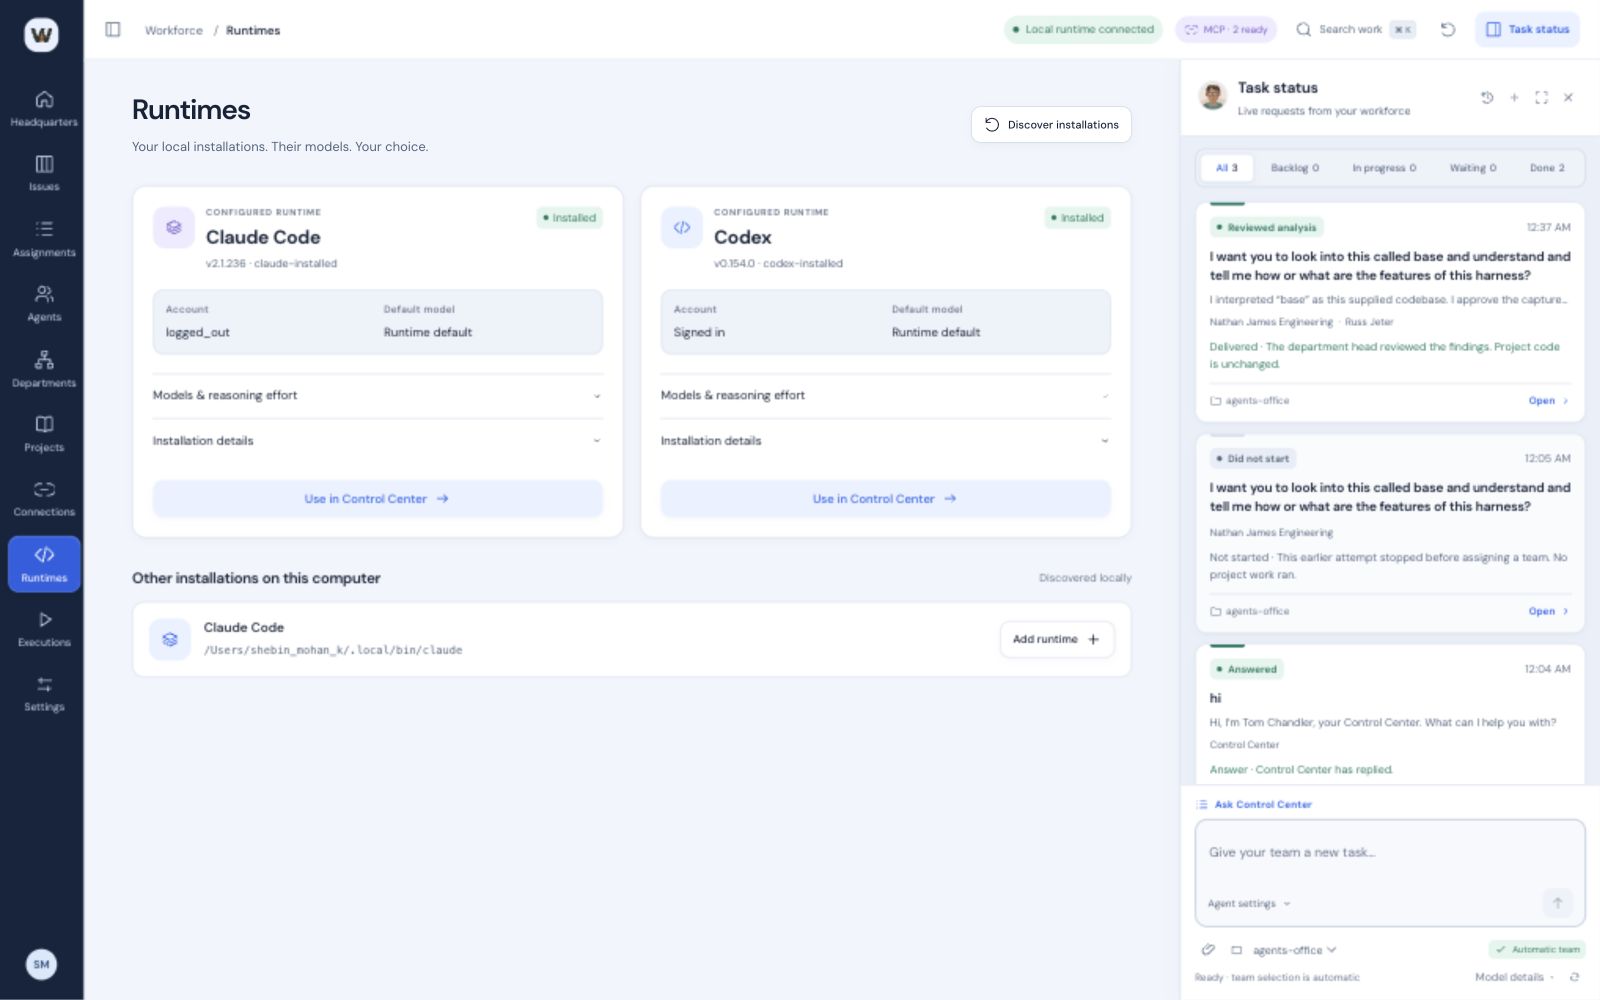 W
Headquarters
Issues
Assignments
Agents
Departments
Projects
Connections
Runtimes
Executions
Settings
SM
Workforce / Runtimes
Local runtime connected
MCP · 2 ready
Search work ⌘ K
Task status
Runtimes
Your local installations. Their models. Your choice.
Discover installations
CONFIGURED RUNTIME
Claude Code
v2.1.236 · claude-installed
Installed
Account
logged_out
Default model
Runtime default
Models & reasoning effort
Installation details
Use in Control Center →
CONFIGURED RUNTIME
Codex
v0.154.0 · codex-installed
Installed
Account
Signed in
Default model
Runtime default
Models & reasoning effort
Installation details
Use in Control Center →
Other installations on this computer
Discovered locally
Claude Code
/Users/shebin_mohan_k/.local/bin/claude
Add runtime +
Task status
Live requests from your workforce
All 3
Backlog 0
In progress 0
Waiting 0
Done 2
Reviewed analysis
12:37 AM
I want you to look into this called base and understand and
tell me how or what are the features of this harness?
I interpreted “base” as this supplied codebase. I approve the capture...
Nathan James Engineering · Russ Jeter
Delivered · The department head reviewed the findings. Project code
is unchanged.
agents-office
Open ›
Did not start
12:05 AM
I want you to look into this called base and understand and
tell me how or what are the features of this harness?
Nathan James Engineering
Not started · This earlier attempt stopped before assigning a team. No
project work ran.
agents-office
Open ›
Answered
12:04 AM
hi
Hi, I'm Tom Chandler, your Control Center. What can I help you with?
Control Center
Answer · Control Center has replied.
Ask Control Center
Give your team a new task...
Agent settings
agents-office
Automatic team
Ready · team selection is automatic
Model details